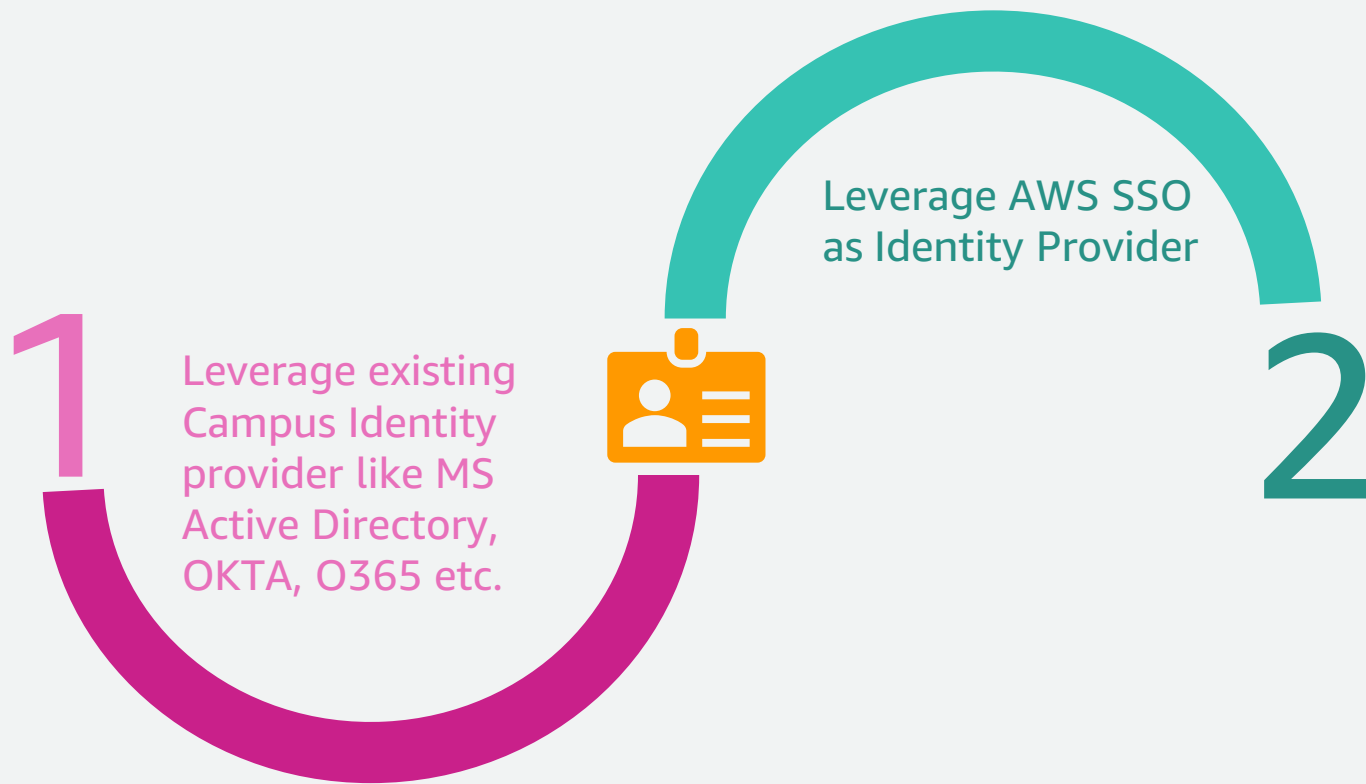 1
Leverage existing
Campus Identity
provider like MS
Active Directory,
OKTA, O365 etc.
Leverage AWS SSO
as Identity Provider
2